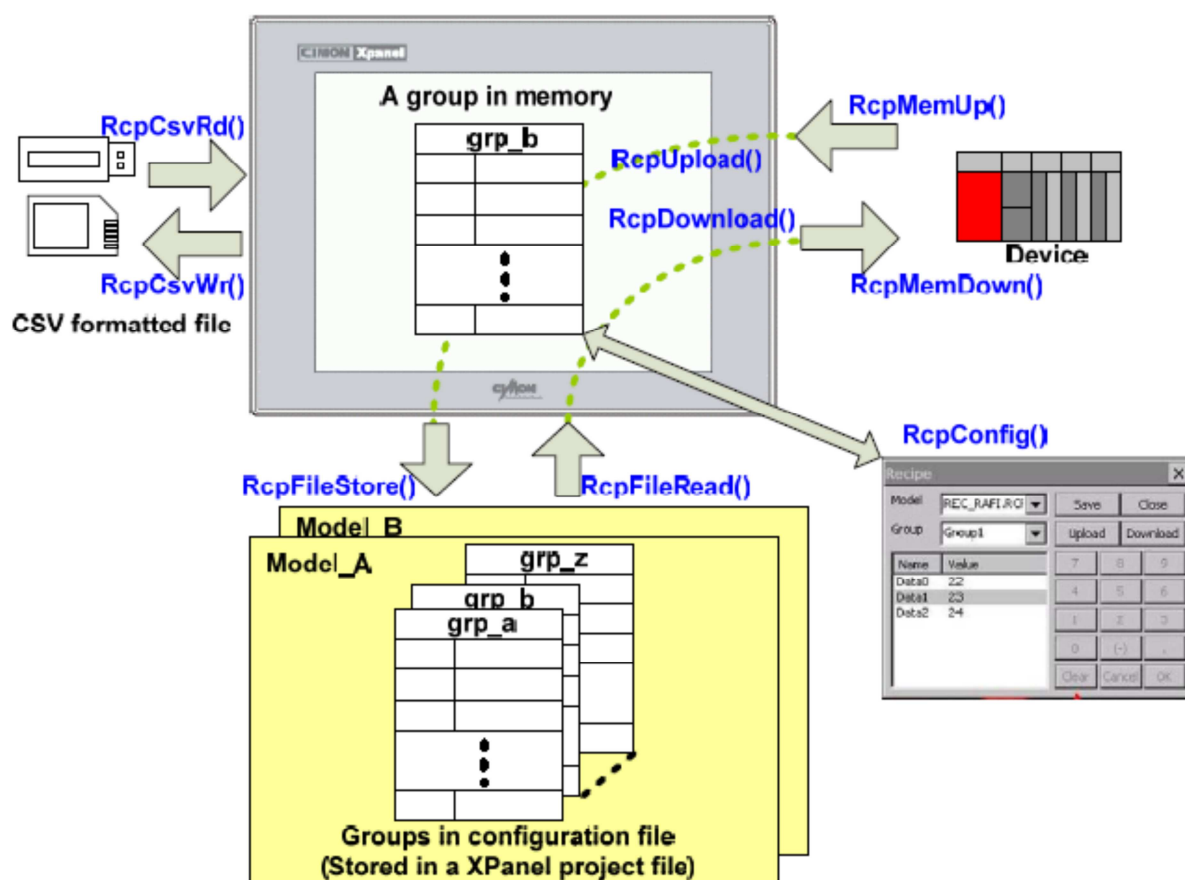 CIMON Xpanel
A group in memory
grp_b
RcpCsvRd()
RcpCsvWr()
CSV formatted file
RcpUpload()
RcpDownload()
RcpMemUp()
Device
RcpMemDown()
CIMON
RcpFileStore()
RcpFileRead()
RcpConfig()
Recipe
X
Model REC_RAFI.RC Save Close
Group Group1 Upload Download
Name Value
Data0 22
Data1 23
Data2 24
7 8 9
4 5 6
1 2 3
0 (-) .
Clear Cancel OK
Model_B
Model_A
grp_z
grp_b
grp_a
Groups in configuration file
(Stored in a XPanel project file)